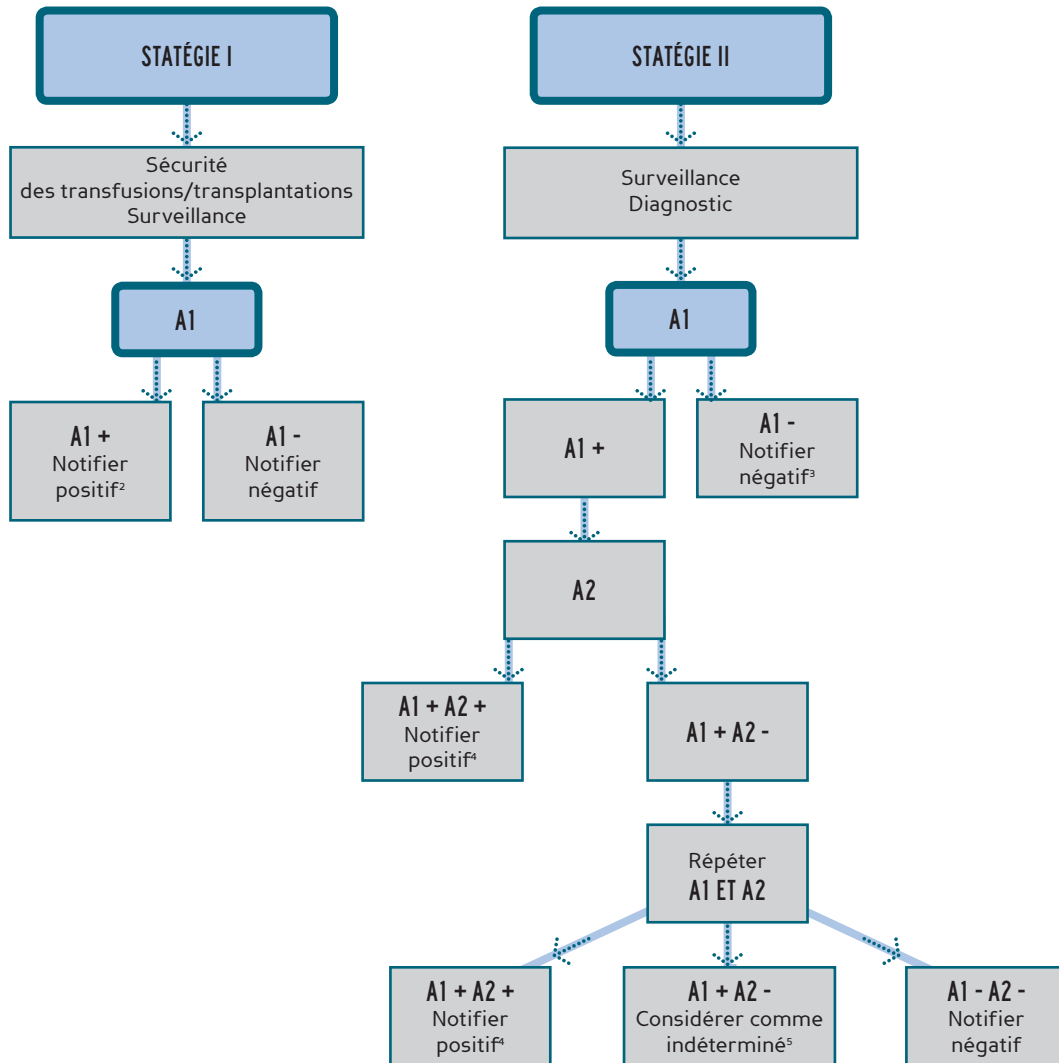 STATÉGIE I
Sécurité
des transfusions/transplantations
Surveillance
A1
A1 +
Notifier
positif²
A1 -
Notifier
négatif
STATÉGIE II
Surveillance
Diagnostic
A1
A1 +
A1 -
Notifier
négatif³
A2
A1 + A2 +
Notifier
positif⁴
A1 + A2 -
Répéter
A1 ET A2
A1 + A2 +
Notifier
positif⁴
A1 + A2 -
Considérer comme
indéterminé⁵
A1 - A2 -
Notifier
négatif